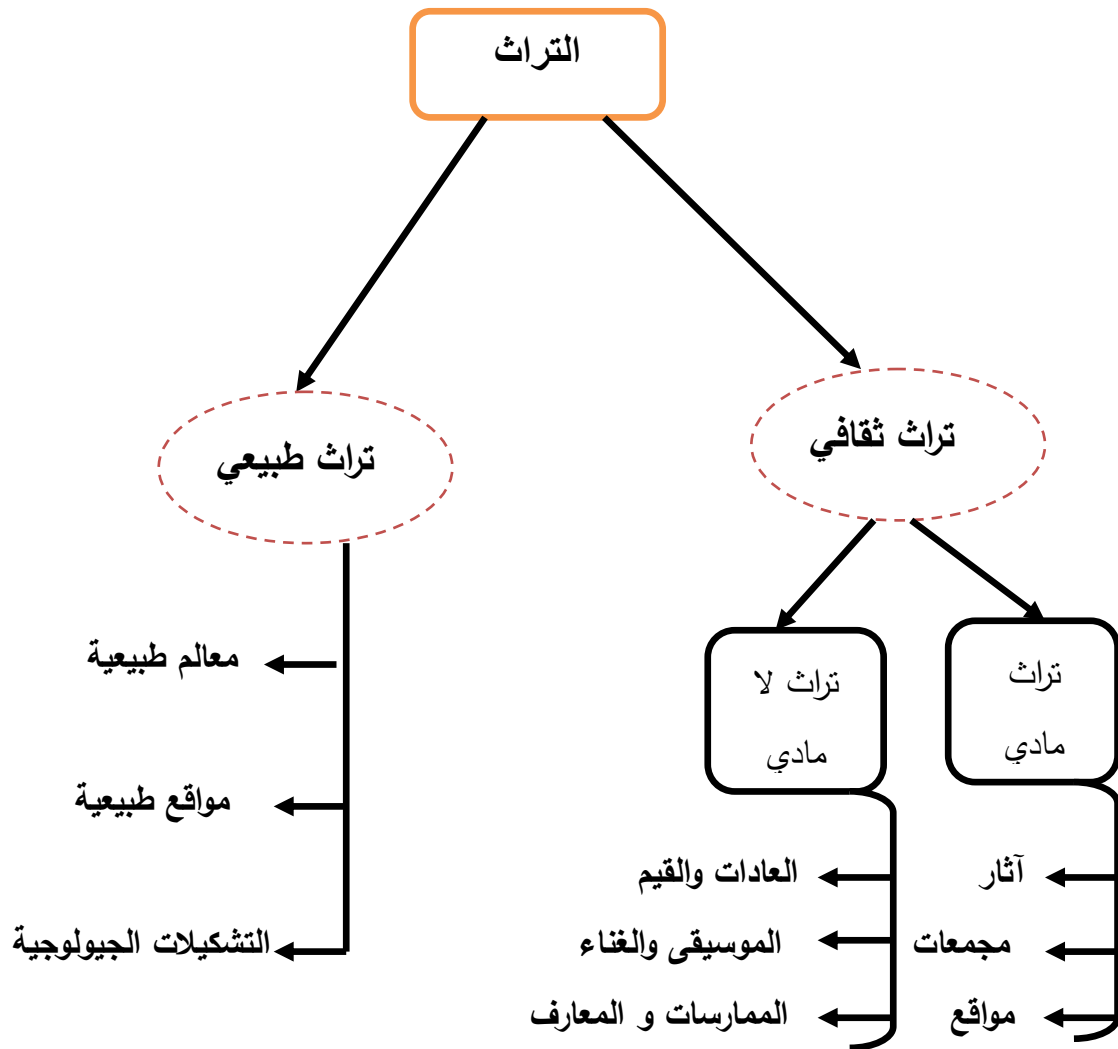 التراث
تراث ثقافي
تراث طبيعي
تراث
مادي
تراث لا
مادي
آثار
مجمعات
مواقع
العادات والقيم
الموسيقى والغناء
الممارسات و المعارف
معالم طبيعية
مواقع طبيعية
التشكيلات الجيولوجية